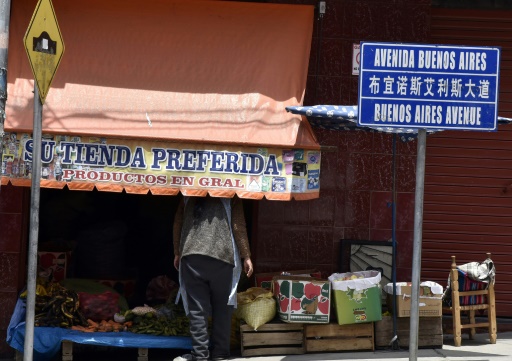 SU TIENDA PREFERIDA
PRODUCTOS EN GRAL
AVENIDA BUENOS AIRES
布宜诺斯艾利斯大道
BUENOS AIRES AVENUE